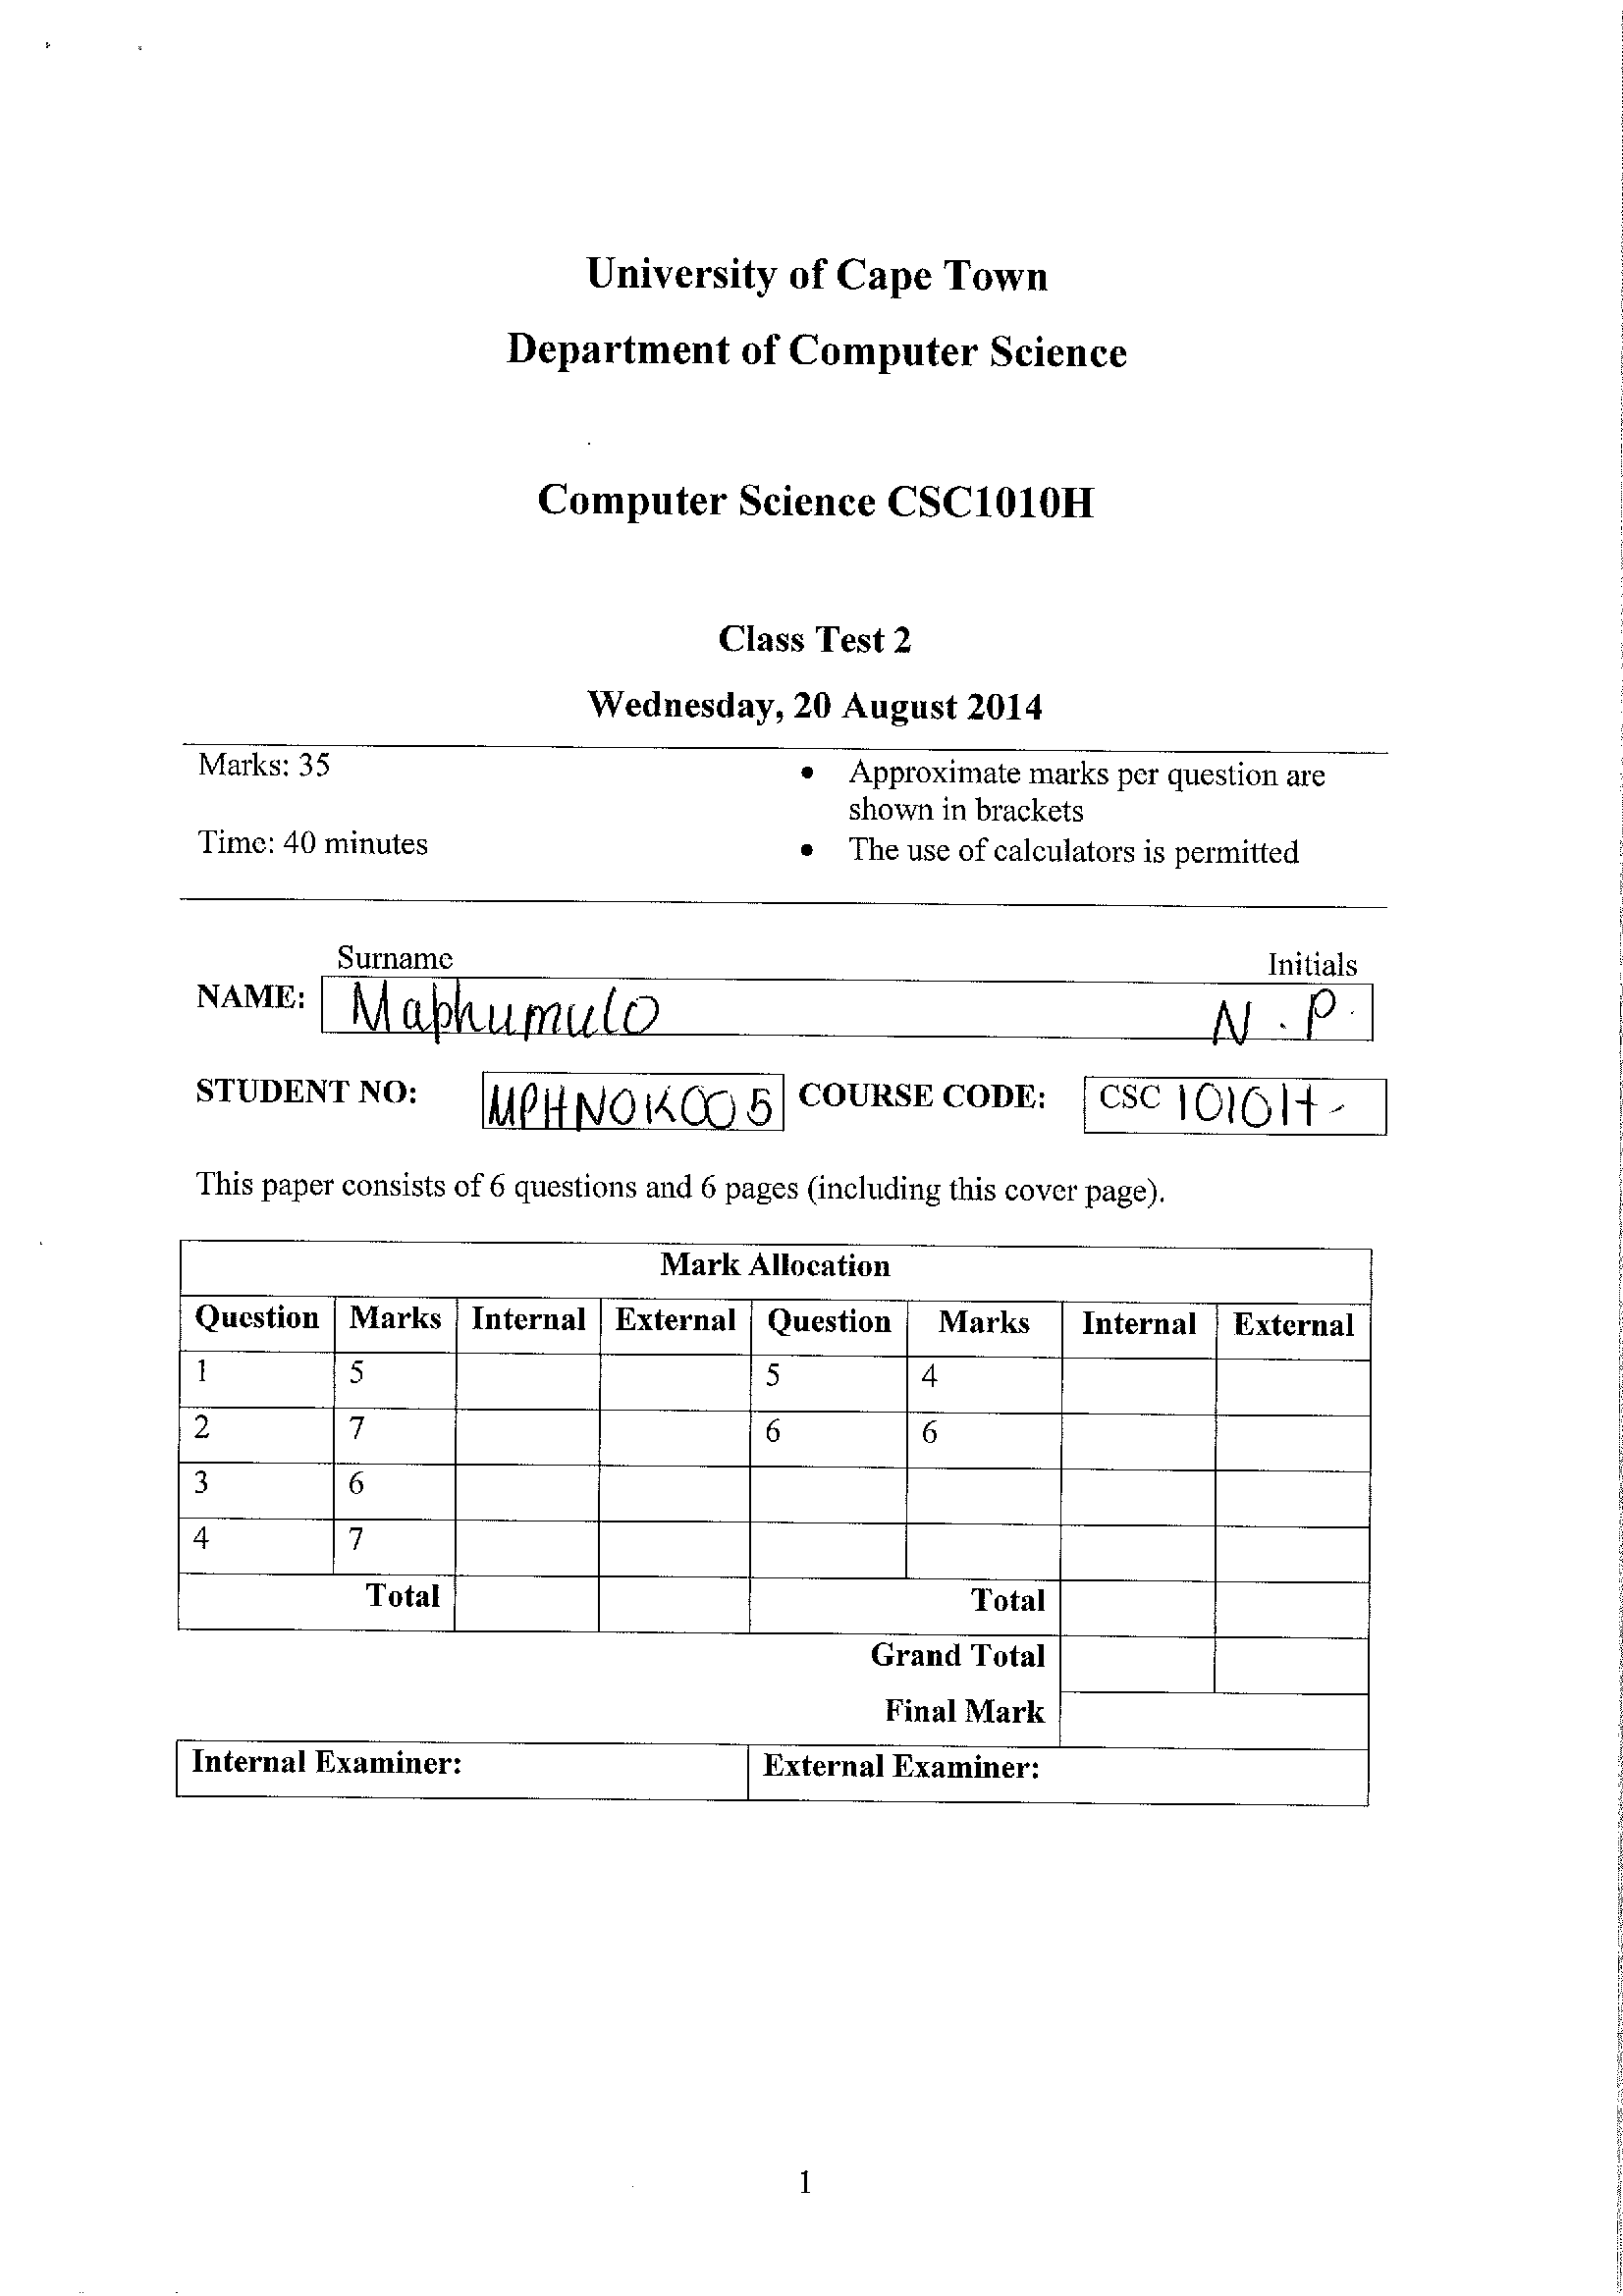 University of Cape Town
Department of Computer Science
Computer Science CSC1010H
Class Test 2
Wednesday, 20 August 2014
Marks: 35
Time: 40 minutes
• Approximate marks per question are
shown in brackets
• The use of calculators is permitted
Surname Initials
NAME: Maphumulo N.P.
STUDENT NO: MPHNOK005 COURSE CODE: CSC 1010H
This paper consists of 6 questions and 6 pages (including this cover page).
Mark Allocation
Question Marks Internal External Question Marks Internal External
1 5 5 4
2 7 6 6
3 6
4 7
Total Total
Grand Total
Final Mark
Internal Examiner: External Examiner:
1